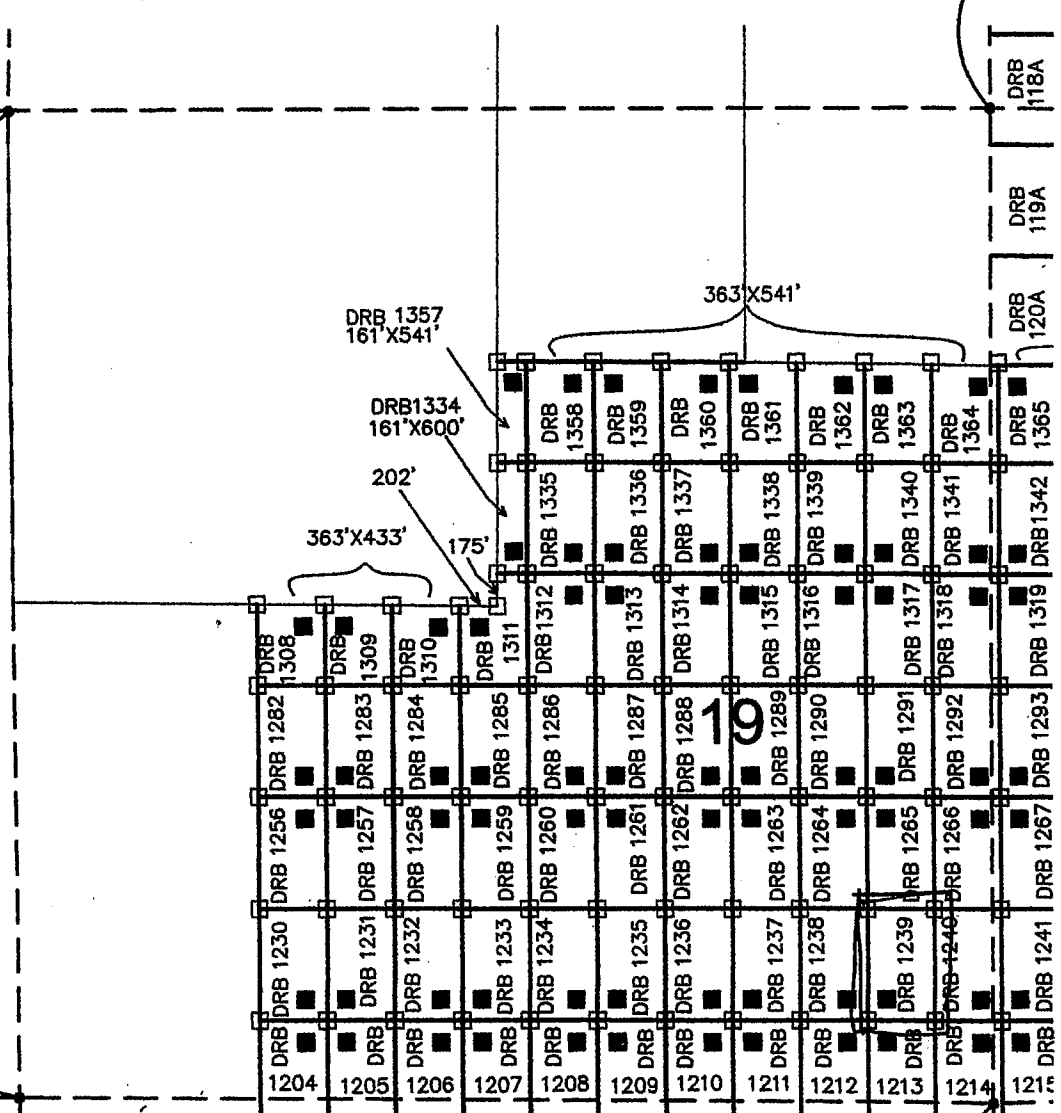 DRB
118A
DRB
119A
DRB
120A
363'X541'
DRB 1357
161'X541'
DRB1334
161'X600'
202'
363'X433'
175'
DRB
1358
DRB
1359
DRB
1360
DRB
1361
DRB
1362
DRB
1363
DRB
1364
DRB
1365
DRB 1335
DRB 1336
DRB 1337
DRB 1338
DRB 1339
DRB 1340
DRB 1341
DRB1342
DRB
1308
DRB
1309
DRB
1310
DRB
1311
DRB1312
DRB 1313
DRB 1314
DRB 1315
DRB 1316
DRB 1317
DRB 1318
DRB 1319
DRB 1282
DRB 1283
DRB 1284
DRB 1285
DRB 1286
DRB 1287
DRB 1288
19
DRB 1289
DRB 1290
DRB 1291
DRB 1292
DRB 1293
DRB 1256
DRB 1257
DRB 1258
DRB 1259
DRB 1260
DRB 1261
DRB 1262
DRB 1263
DRB 1264
DRB 1265
DRB 1266
DRB 1267
DRB 1230
DRB 1231
DRB 1232
DRB 1233
DRB 1234
DRB 1235
DRB 1236
DRB 1237
DRB 1238
DRB 1239
DRB 1240
DRB 1241
DRB
1204
DRB
1205
DRB
1206
DRB
1207
DRB
1208
DRB
1209
DRB
1210
DRB
1211
DRB
1212
DRB
1213
DRB
1214
DRB
1215